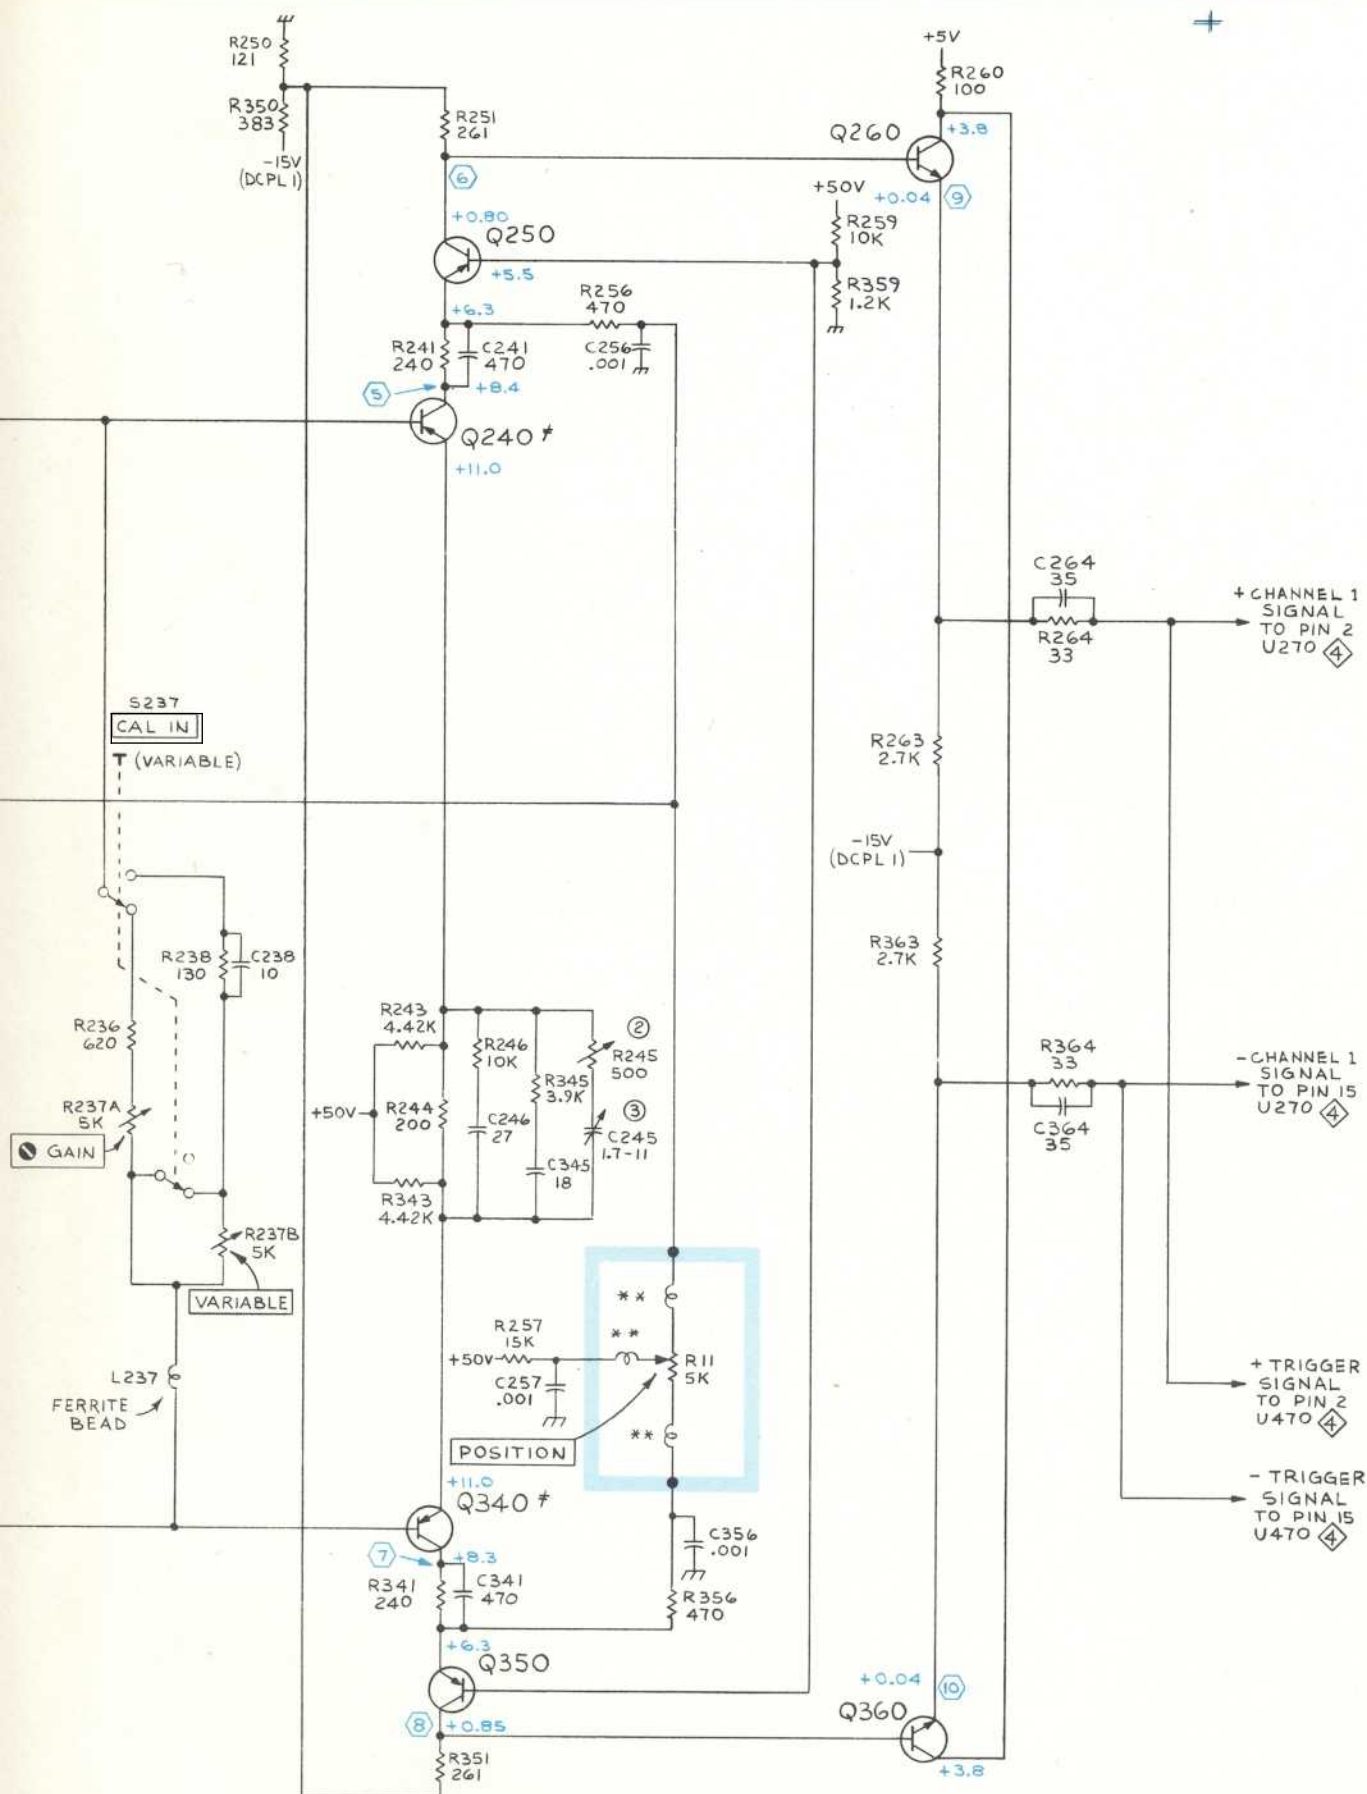 R250
121
R350
383
-15V
(DCPL 1)
R251
261
6
+0.80
Q250
+5.5
+6.3
R256
470
C256
.001
R241
240
C241
470
5
+8.4
Q240 ≠
+11.0
+5V
R260
100
Q260
+3.8
+0.04
9
+50V
R259
10K
R359
1.2K
C264
35
R264
33
+ CHANNEL 1
SIGNAL
TO PIN 2
U270 4
S237
CAL IN
(VARIABLE)
R263
2.7K
-15V
(DCPL 1)
R363
2.7K
R238
130
C238
10
R236
620
R237A
5K
GAIN
R237B
5K
VARIABLE
L237
FERRITE
BEAD
R243
4.42K
+50V
R244
200
R343
4.42K
R246
10K
C246
27
R345
3.9K
C345
18
2
R245
500
3
C245
1.7-11
R364
33
C364
35
- CHANNEL 1
SIGNAL
TO PIN 15
U270 4
R257
15K
+50V
C257
.001
POSITION
**
**
**
R11
5K
+ TRIGGER
SIGNAL
TO PIN 2
U470 4
- TRIGGER
SIGNAL
TO PIN 15
U470 4
+11.0
Q340 ≠
7
+8.3
R341
240
C341
470
C356
.001
R356
470
+6.3
Q350
8
+0.85
R351
261
+0.04
10
Q360
+3.8